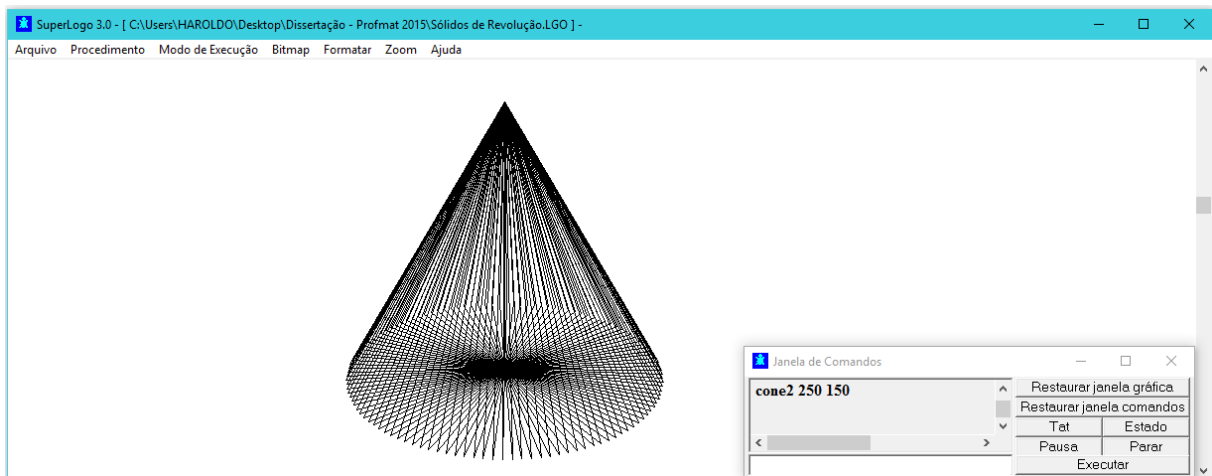 SuperLogo 3.0 - [ C:\Users\HAROLDO\Desktop\Dissertação - Profmat 2015\Sólidos de Revolução.LGO ] -
Arquivo Procedimento Modo de Execução Bitmap Formatar Zoom Ajuda
Janela de Comandos
cone2 250 150
Restaurar janela gráfica
Restaurar janela comandos
Tat Estado
Pausa Parar
Executar